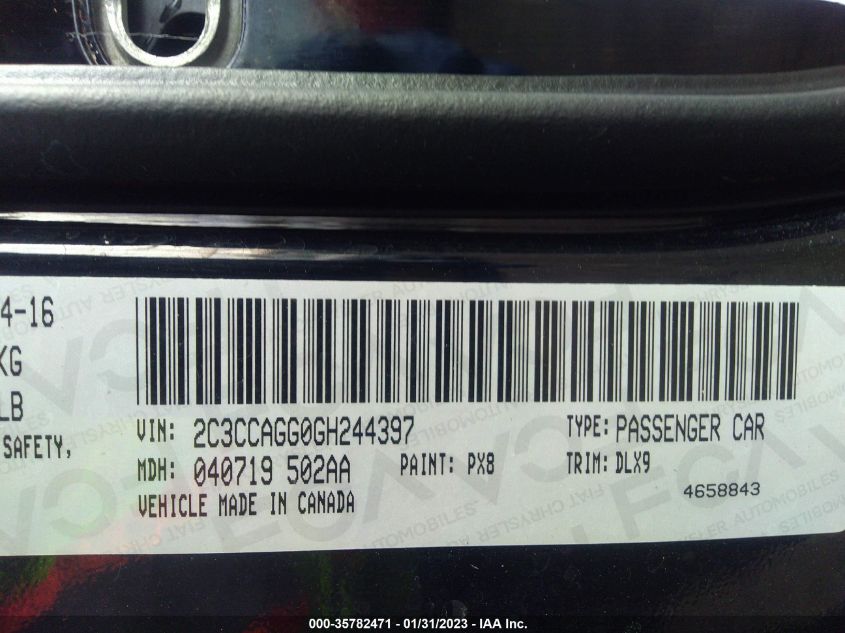 4-16
KG
LB
SAFETY,
VIN: 2C3CCAGG0GH244397
TYPE: PASSENGER CAR
MDH: 040719 502AA
PAINT: PX8
TRIM: DLX9
VEHICLE MADE IN CANADA
4658843
000-35782471 - 01/31/2023 - IAA Inc.